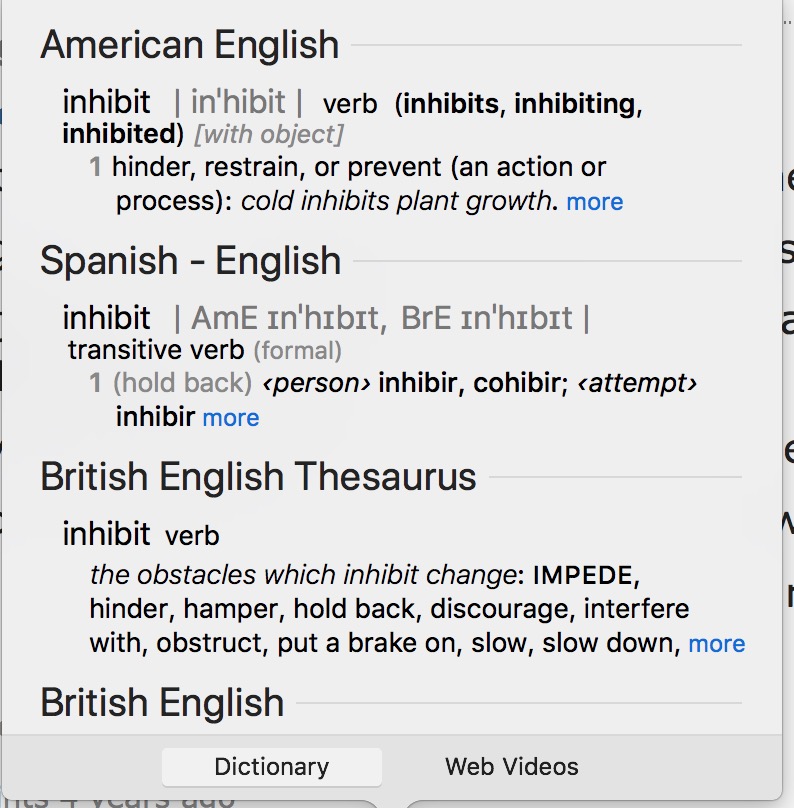 American English
inhibit | inˈhibit | verb (inhibits, inhibiting,
inhibited) [with object]
1 hinder, restrain, or prevent (an action or
process): cold inhibits plant growth. more
Spanish - English
inhibit | AmE ɪnˈhɪbɪt, BrE ɪnˈhɪbɪt |
transitive verb (formal)
1 (hold back) ‹person› inhibir, cohibir; ‹attempt›
inhibir more
British English Thesaurus
inhibit verb
the obstacles which inhibit change: IMPEDE,
hinder, hamper, hold back, discourage, interfere
with, obstruct, put a brake on, slow, slow down, more
British English
Dictionary Web Videos
4 years ago